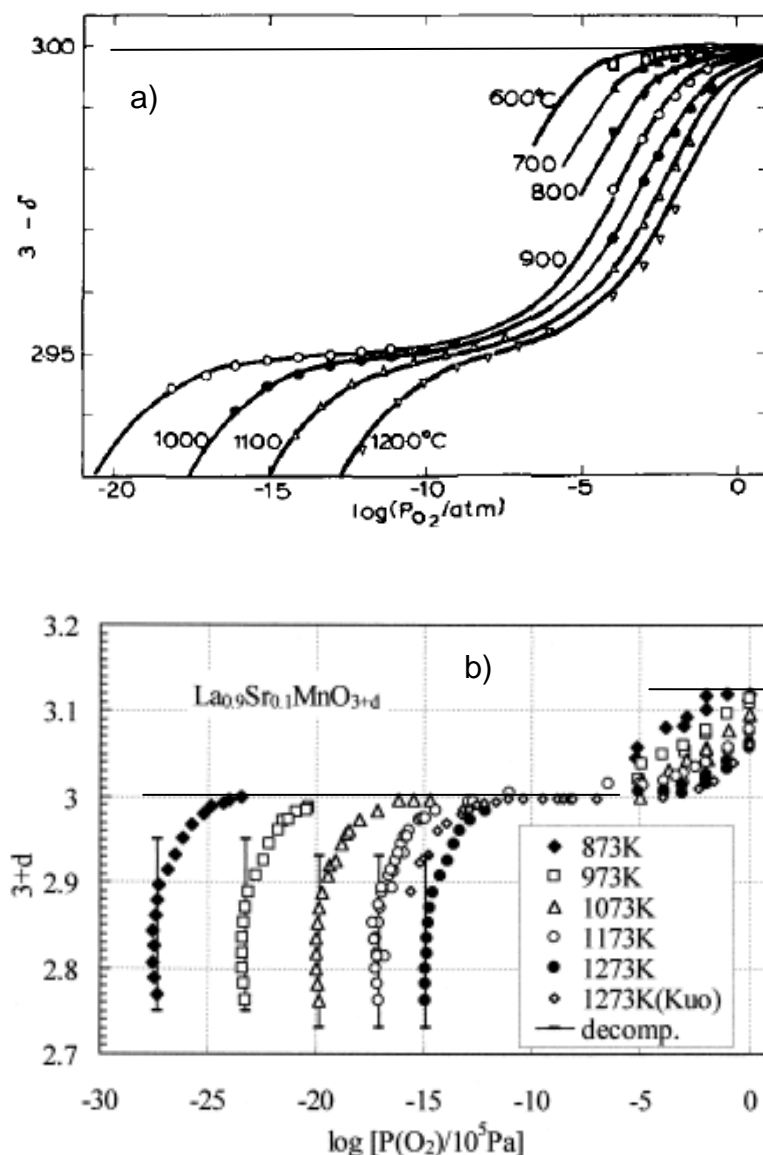 3.00
a)
600°C
700
800
3 - δ
900
2.95
1000
1100
1200°C
-20
-15
-10
-5
0
log(P_O₂/atm)
3.2
b)
La₀.₉Sr₀.₁MnO₃₊d
3.1
3
3+d
873K
973K
2.9
1073K
1173K
2.8
1273K
1273K(Kuo)
decomp.
2.7
-30
-25
-20
-15
-10
-5
0
log [P(O₂)/10⁵Pa]